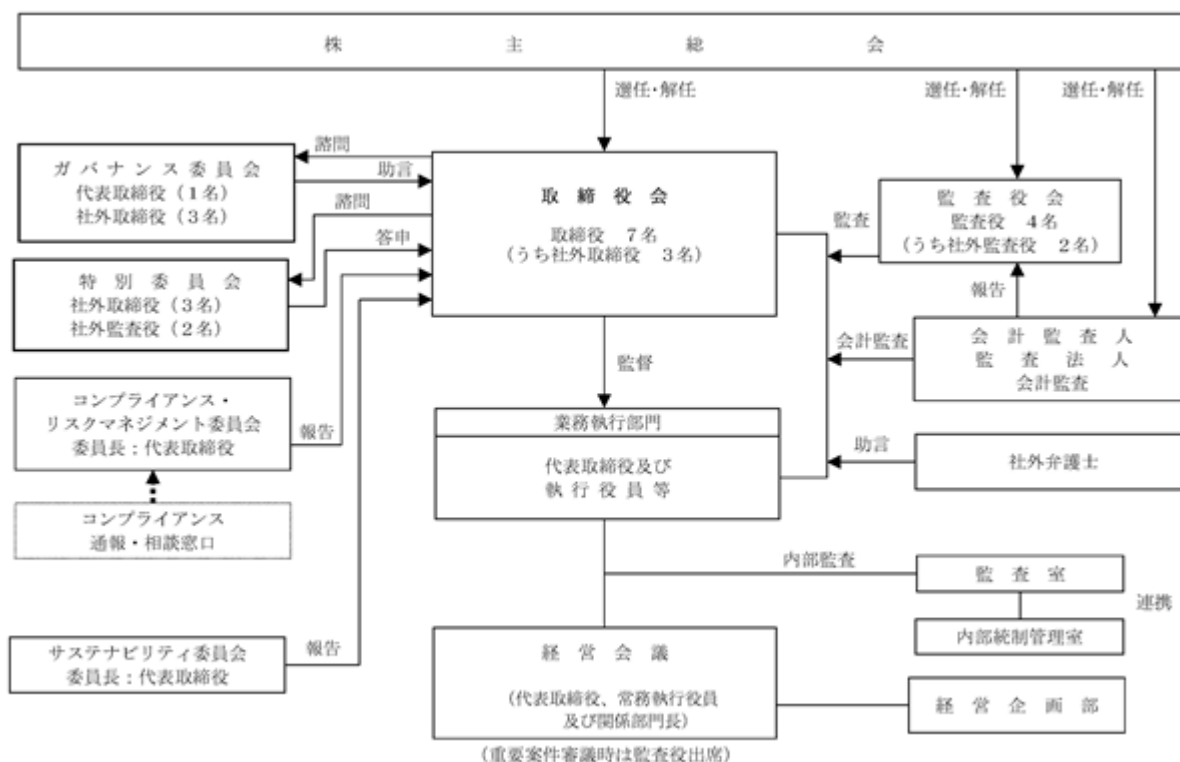 株主総会
選任・解任
選任・解任
選任・解任
諮問
ガバナンス委員会
代表取締役(1名)
社外取締役(3名)
助言
諮問
答申
取締役会
取締役 7名
(うち社外取締役 3名)
監査
監査役会
監査役 4名
(うち社外監査役 2名)
特別委員会
社外取締役(3名)
社外監査役(2名)
報告
監督
会計監査
会計監査人
監査法人
会計監査
コンプライアンス・
リスクマネジメント委員会
委員長:代表取締役
報告
業務執行部門
代表取締役及び
執行役員等
助言
社外弁護士
コンプライアンス
通報・相談窓口
内部監査
監査室
連携
内部統制管理室
サステナビリティ委員会
委員長:代表取締役
報告
経営会議
(代表取締役、常務執行役員
及び関係部門長)
経営企画部
(重要案件審議時は監査役出席)